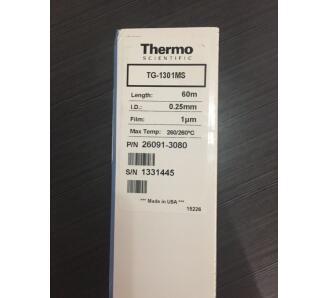 Thermo
SCIENTIFIC
TG-1301MS
Length: 60m
I.D.: 0.25mm
Film: 1µm
Max Temp: 260/260ºC
P/N 26091-3080
S/N 1331445
*** Made in USA ***
15226